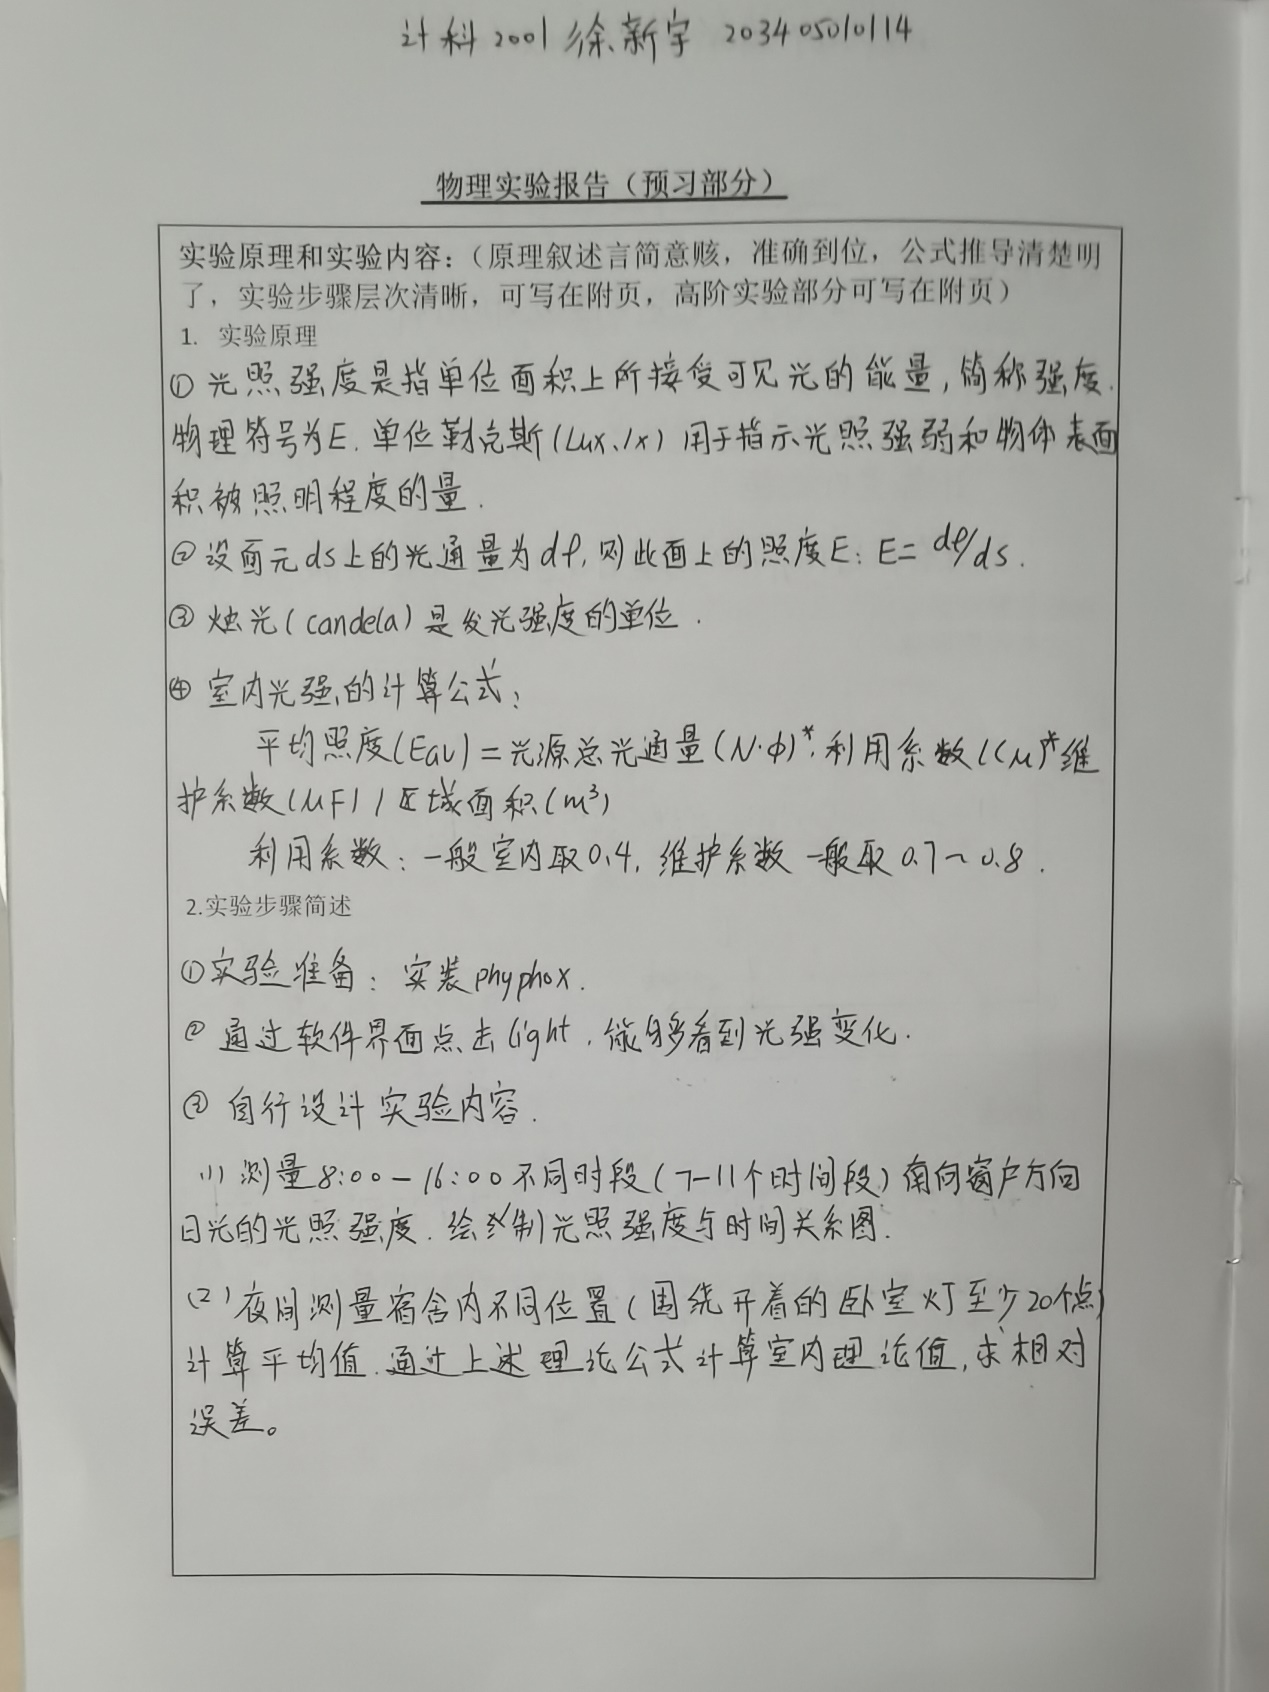 计科2001 徐新宇 203405010114
物理实验报告（预习部分）
实验原理和实验内容：（原理叙述言简意赅，准确到位，公式推导清楚明
了，实验步骤层次清晰，可写在附页，高阶实验部分可写在附页）
1. 实验原理
① 光照强度是指单位面积上所接受可见光的能量，简称强度.
物理符号为E. 单位勒克斯(Lux、lx) 用于指示光照强弱和物体表面
积被照明程度的量.
② 设面元ds上的光通量为dφ, 则此面上的照度E: E= dφ/ds.
③ 烛光(candela) 是发光强度的单位.
④ 室内光强的计算公式:
平均照度(Eav) = 光源总光通量(N·Φ)*.利用系数((μ)*维
护系数(MF)/区域面积(m³)
利用系数: 一般室内取0.4, 维护系数一般取0.7~0.8.
2.实验步骤简述
①实验准备: 实装phyphox.
② 通过软件界面点击light, 能够看到光强变化.
③ 自行设计实验内容.
(1) 测量8:00-16:00不同时段(7-11个时间段)南向窗户方向
日光的光照强度. 绘制光照强度与时间关系图.
(2) 夜间测量宿舍内不同位置(围绕开着的卧室灯至少20个点)
计算平均值. 通过上述理论公式计算室内理论值, 求相对
误差。